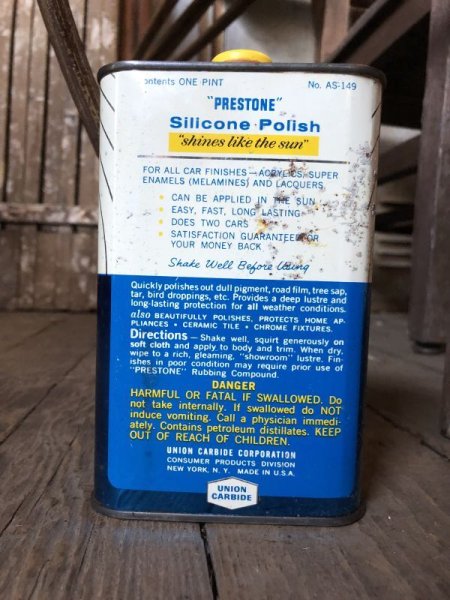 ontents ONE PINT No. AS-149
"PRESTONE"
Silicone Polish
"shines like the sun"
FOR ALL CAR FINISHES—ACRYLICS, SUPER
ENAMELS (MELAMINES) AND LACQUERS
• CAN BE APPLIED IN THE SUN
• EASY, FAST, LONG LASTING
• DOES TWO CARS
• SATISFACTION GUARANTEED OR
YOUR MONEY BACK
Shake Well Before Using
Quickly polishes out dull pigment, road film, tree sap,
tar, bird droppings, etc. Provides a deep lustre and
long-lasting protection for all weather conditions.
also BEAUTIFULLY POLISHES, PROTECTS HOME AP-
PLIANCES • CERAMIC TILE • CHROME FIXTURES.
Directions — Shake well, squirt generously on
soft cloth and apply to body and trim. When dry,
wipe to a rich, gleaming, "showroom" lustre. Fin-
ishes in poor condition may require prior use of
"PRESTONE" Rubbing Compound.
DANGER
HARMFUL OR FATAL IF SWALLOWED. Do
not take internally. If swallowed do NOT
induce vomiting. Call a physician immedi-
ately. Contains petroleum distillates. KEEP
OUT OF REACH OF CHILDREN.
UNION CARBIDE CORPORATION
CONSUMER PRODUCTS DIVISION
NEW YORK, N. Y. MADE IN U.S.A.
UNION
CARBIDE